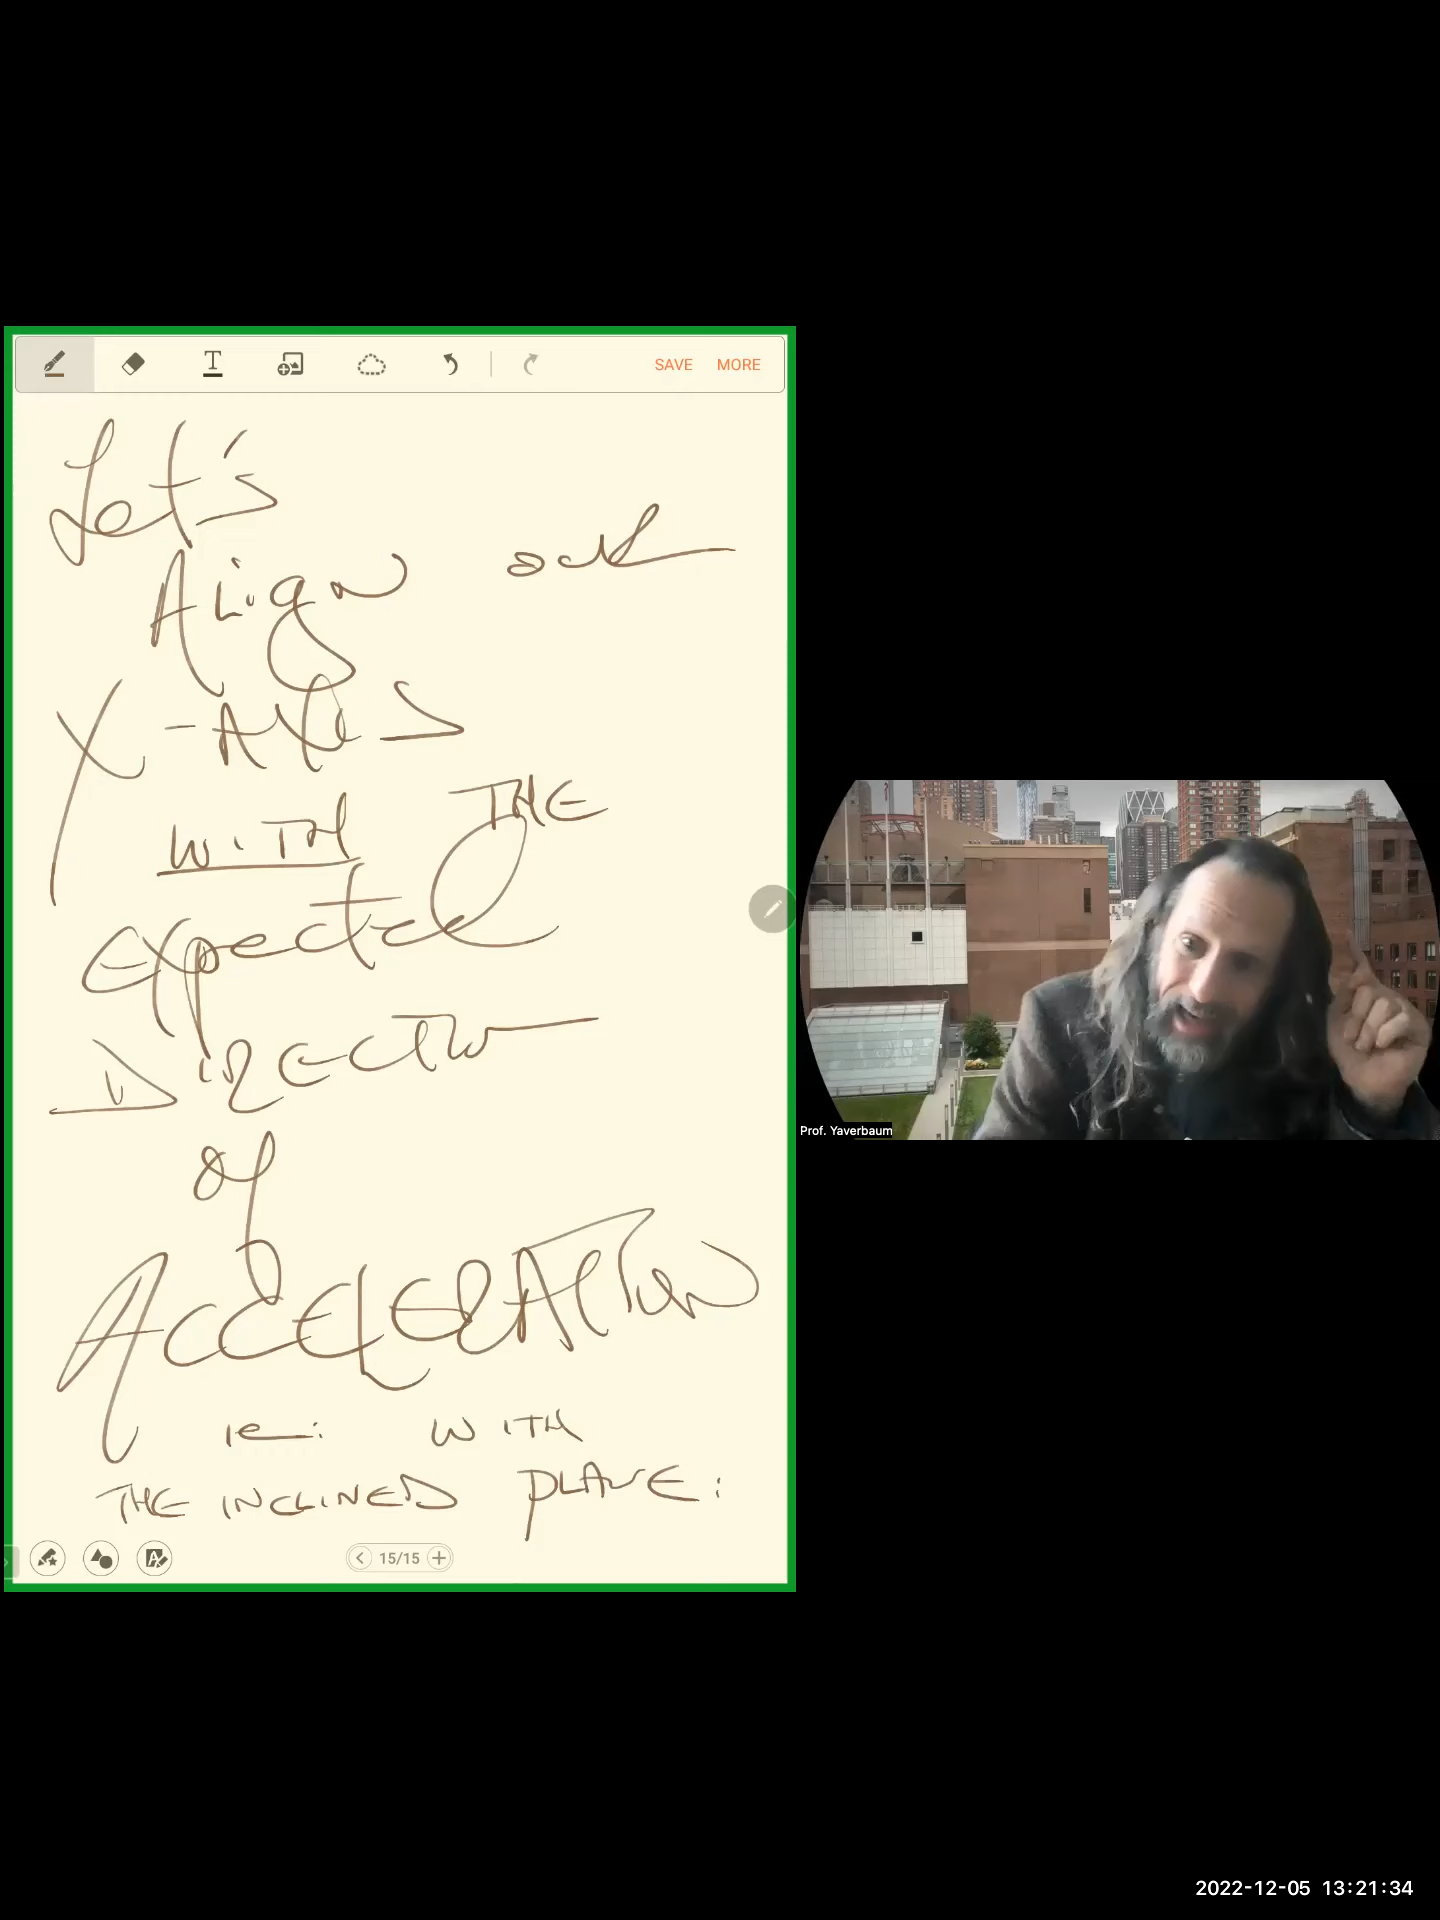 SAVE MORE
Let's
Align our
X-AXIS
WITH THE
expected
DIRECTION
of
ACCELERATION
ie: WITH
THE INCLINED PLANE:
15/15
Prof. Yaverbaum
2022-12-05 13:21:34